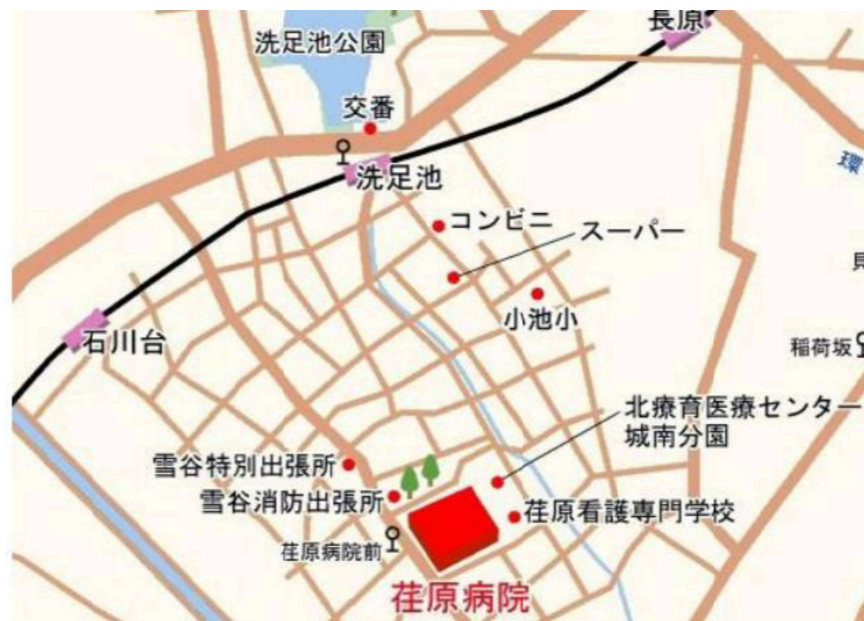 長原
洗足池公園
交番
洗足池
環
コンビニ
スーパー
見
小池小
石川台
稲荷坂
北療育医療センター
城南分園
雪谷特別出張所
雪谷消防出張所
荏原看護専門学校
荏原病院前
荏原病院